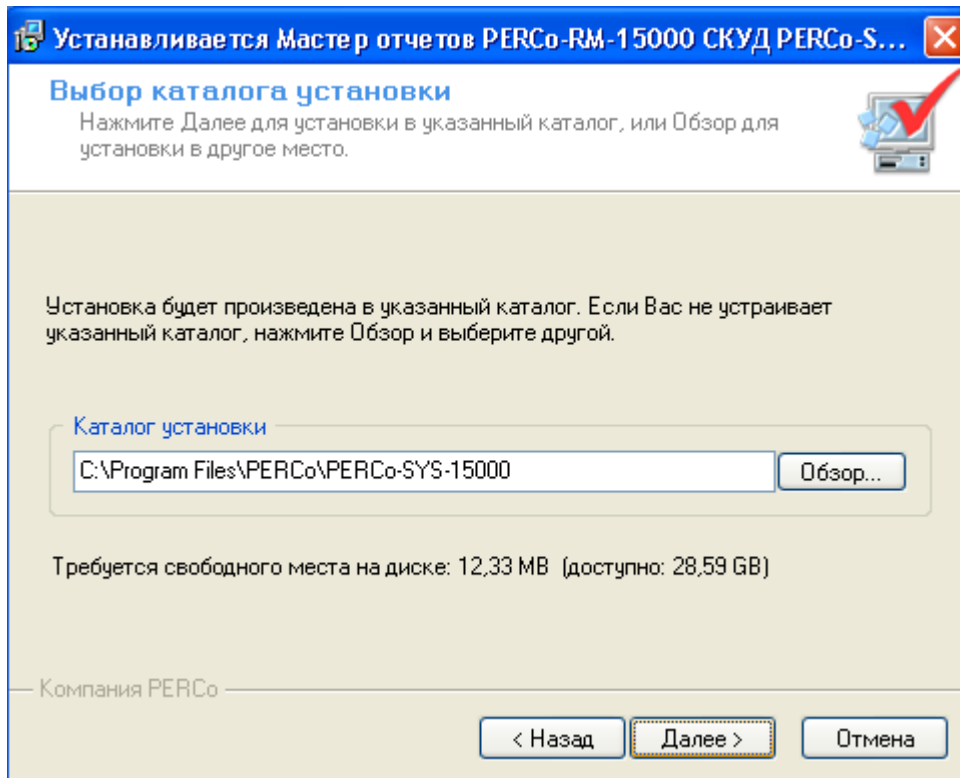 Устанавливается Мастер отчетов PERCo-RM-15000 СКУД PERCo-S...
Выбор каталога установки
Нажмите Далее для установки в указанный каталог, или Обзор для
установки в другое место.
Установка будет произведена в указанный каталог. Если Вас не устраивает
указанный каталог, нажмите Обзор и выберите другой.
Каталог установки
C:\Program Files\PERCo\PERCo-SYS-15000
Обзор...
Требуется свободного места на диске: 12,33 MB (доступно: 28,59 GB)
Компания PERCo
< Назад
Далее >
Отмена